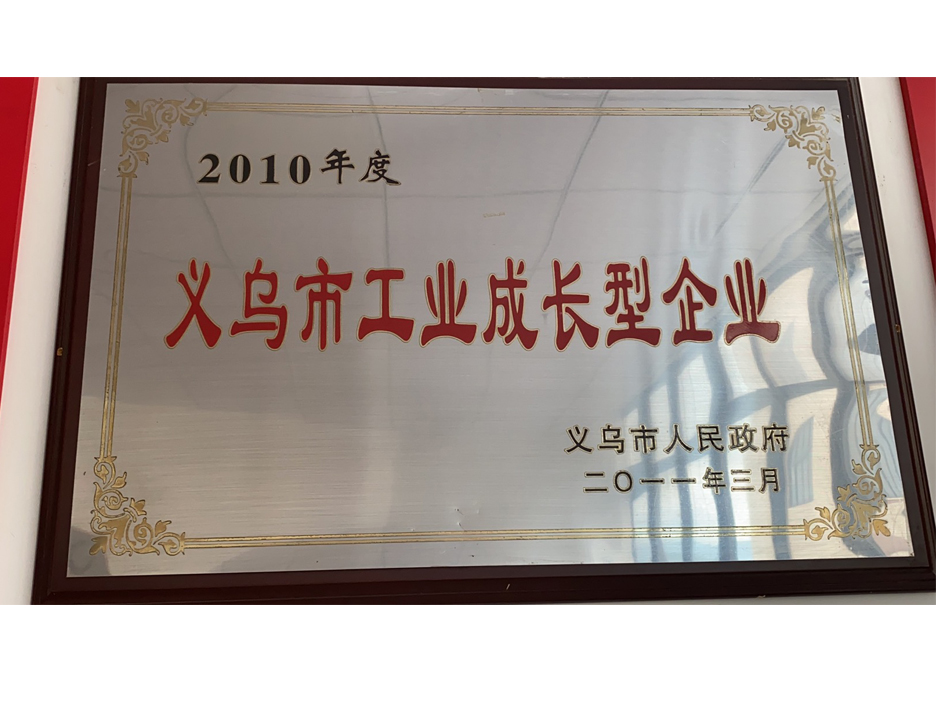 2010年度
义乌市工业成长型企业
义乌市人民政府
二〇一一年三月